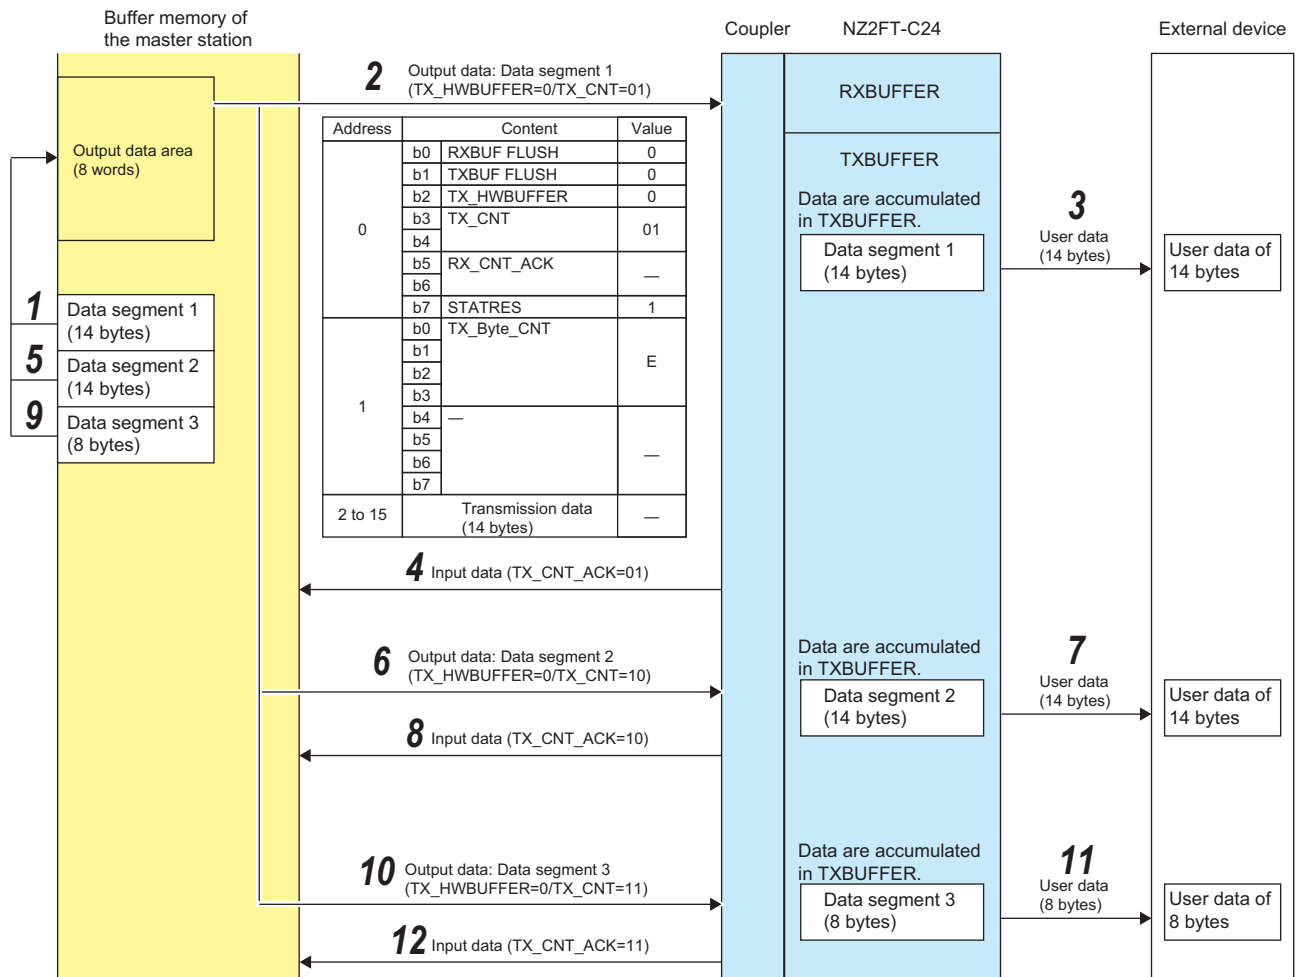 Buffer memory of
the master station
Coupler
NZ2FT-C24
External device
Output data area
(8 words)
2
Output data: Data segment 1
(TX_HWBUFFER=0/TX_CNT=01)
RXBUFFER
TXBUFFER
Address Content Value
0
b0 RXBUF FLUSH 0
b1 TXBUF FLUSH 0
b2 TX_HWBUFFER 0
b3 TX_CNT 01
b4
b5 RX_CNT_ACK —
b6
b7 STATRES 1
1
b0 TX_Byte_CNT E
b1
b2
b3
b4 — —
b5
b6
b7
2 to 15 Transmission data —
(14 bytes)
Data are accumulated
in TXBUFFER.
Data segment 1
(14 bytes)
3
User data
(14 bytes)
User data of
14 bytes
1
Data segment 1
(14 bytes)
5
Data segment 2
(14 bytes)
9
Data segment 3
(8 bytes)
4 Input data (TX_CNT_ACK=01)
6
Output data: Data segment 2
(TX_HWBUFFER=0/TX_CNT=10)
Data are accumulated
in TXBUFFER.
Data segment 2
(14 bytes)
7
User data
(14 bytes)
User data of
14 bytes
8 Input data (TX_CNT_ACK=10)
10
Output data: Data segment 3
(TX_HWBUFFER=0/TX_CNT=11)
Data are accumulated
in TXBUFFER.
Data segment 3
(8 bytes)
11
User data
(8 bytes)
User data of
8 bytes
12 Input data (TX_CNT_ACK=11)